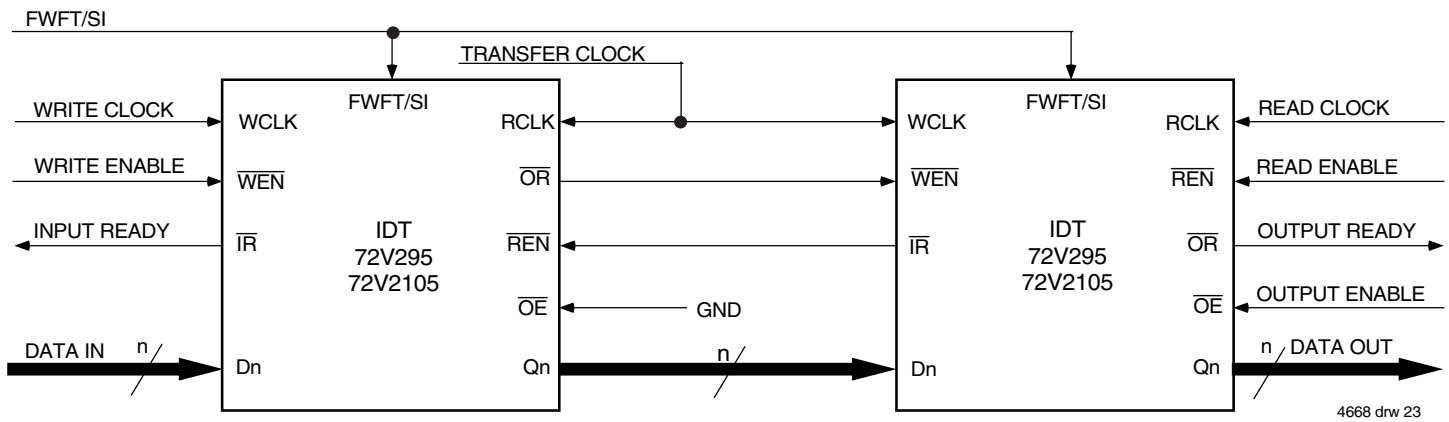 FWFT/SI
TRANSFER CLOCK
FWFT/SI
FWFT/SI
WRITE CLOCK
WCLK
RCLK
WCLK
RCLK
READ CLOCK
WRITE ENABLE
WEN
OR
WEN
REN
READ ENABLE
INPUT READY
IR
IDT
72V295
72V2105
REN
IR
IDT
72V295
72V2105
OR
OUTPUT READY
OE
GND
OE
OUTPUT ENABLE
DATA IN
n
Dn
Qn
n
Dn
Qn
n
DATA OUT
4668 drw 23